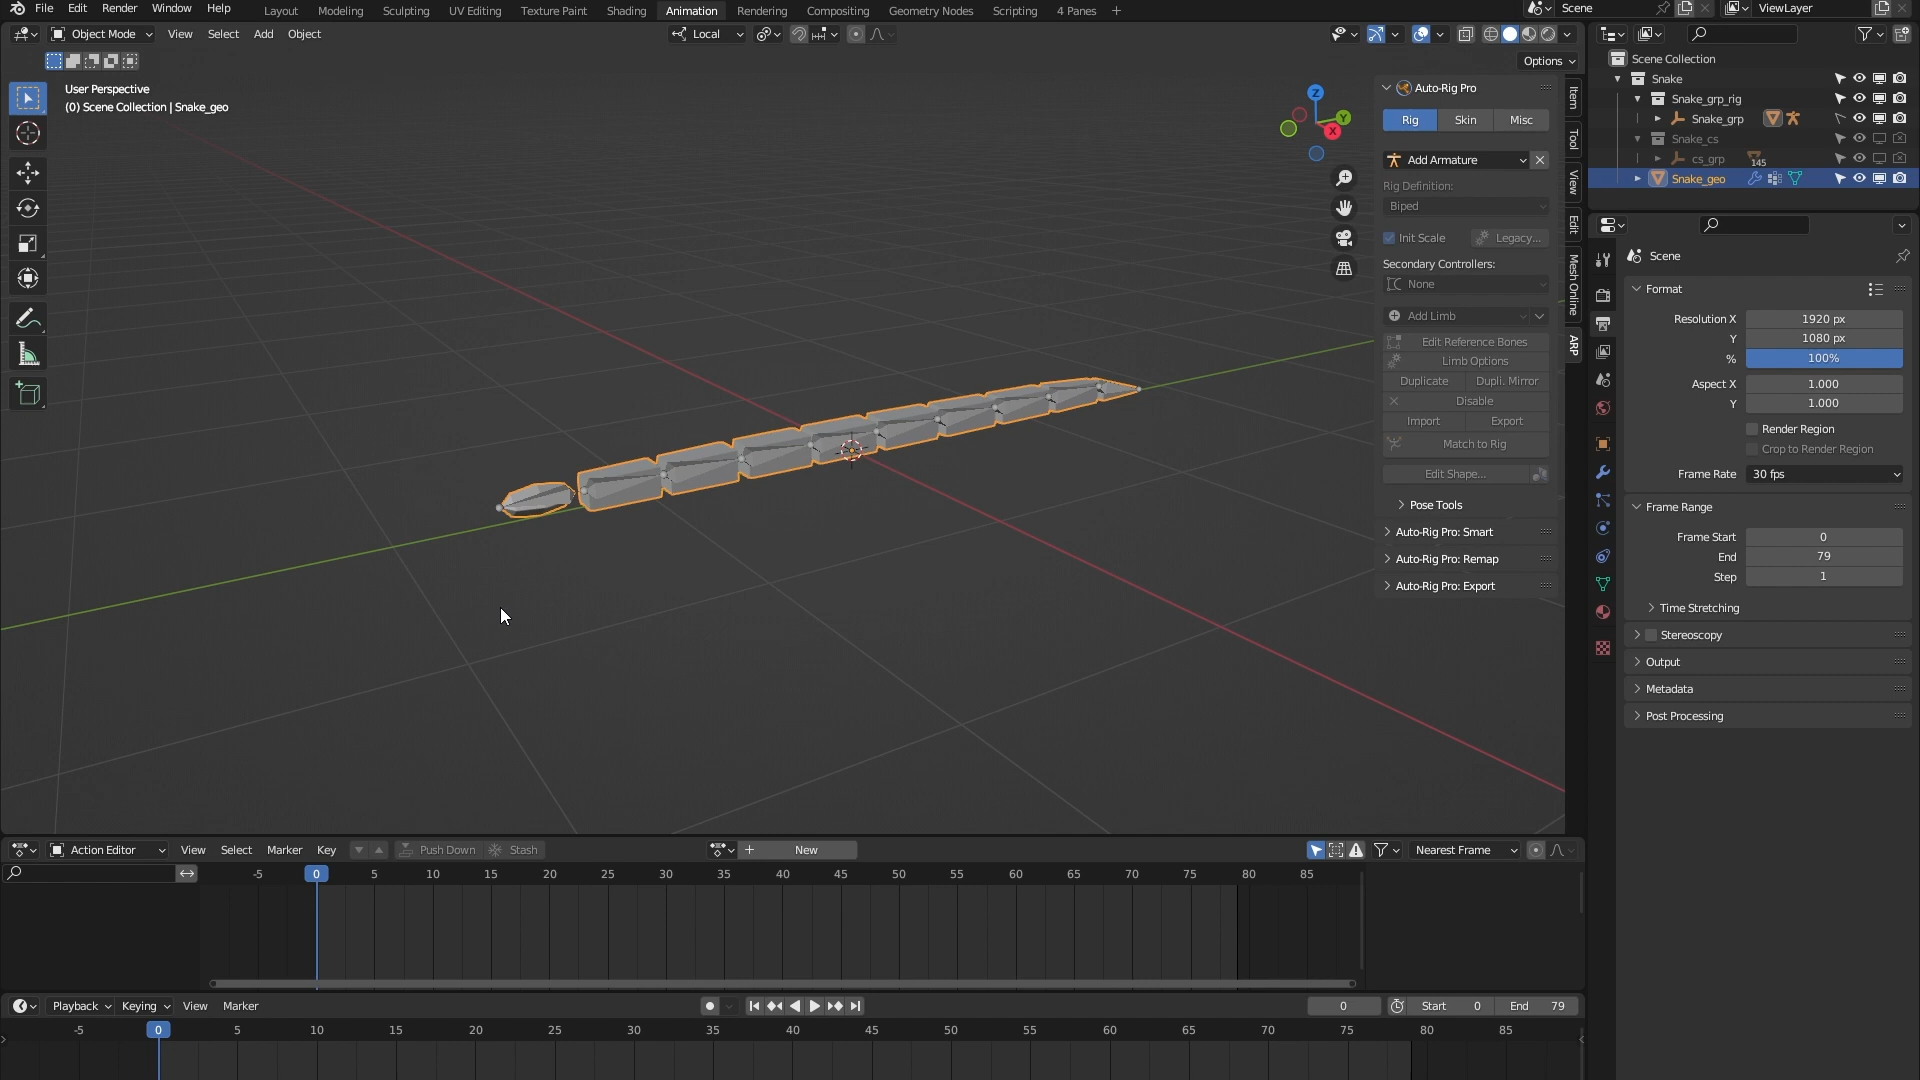 File Edit Render Window Help Layout Modeling Sculpting UV Editing Texture Paint Shading Animation Rendering Compositing Geometry Nodes Scripting 4 Panes + Scene ViewLayer
Object Mode View Select Add Object Local
Options
User Perspective
(0) Scene Collection | Snake_geo
Z
Y
X
Auto-Rig Pro
Rig Skin Misc
Add Armature
Rig Definition:
Biped
Init Scale Legacy...
Secondary Controllers:
None
Add Limb
Edit Reference Bones
Limb Options
Duplicate Dupli. Mirror
Disable
Import Export
Match to Rig
Edit Shape...
Pose Tools
Auto-Rig Pro: Smart
Auto-Rig Pro: Remap
Auto-Rig Pro: Export
Item
Tool
View
Edit
Mesh Online
ARP
Scene Collection
Snake
Snake_grp_rig
Snake_grp
Snake_cs
cs_grp 145
Snake_geo
Scene
Format
Resolution X 1920 px
Y 1080 px
% 100%
Aspect X 1.000
Y 1.000
Render Region
Crop to Render Region
Frame Rate 30 fps
Frame Range
Frame Start 0
End 79
Step 1
Time Stretching
Stereoscopy
Output
Metadata
Post Processing
Action Editor View Select Marker Key Push Down Stash New Nearest Frame
-5 0 5 10 15 20 25 30 35 40 45 50 55 60 65 70 75 80 85
Playback Keying View Marker 0 Start 0 End 79
-5 0 5 10 15 20 25 30 35 40 45 50 55 60 65 70 75 80 85